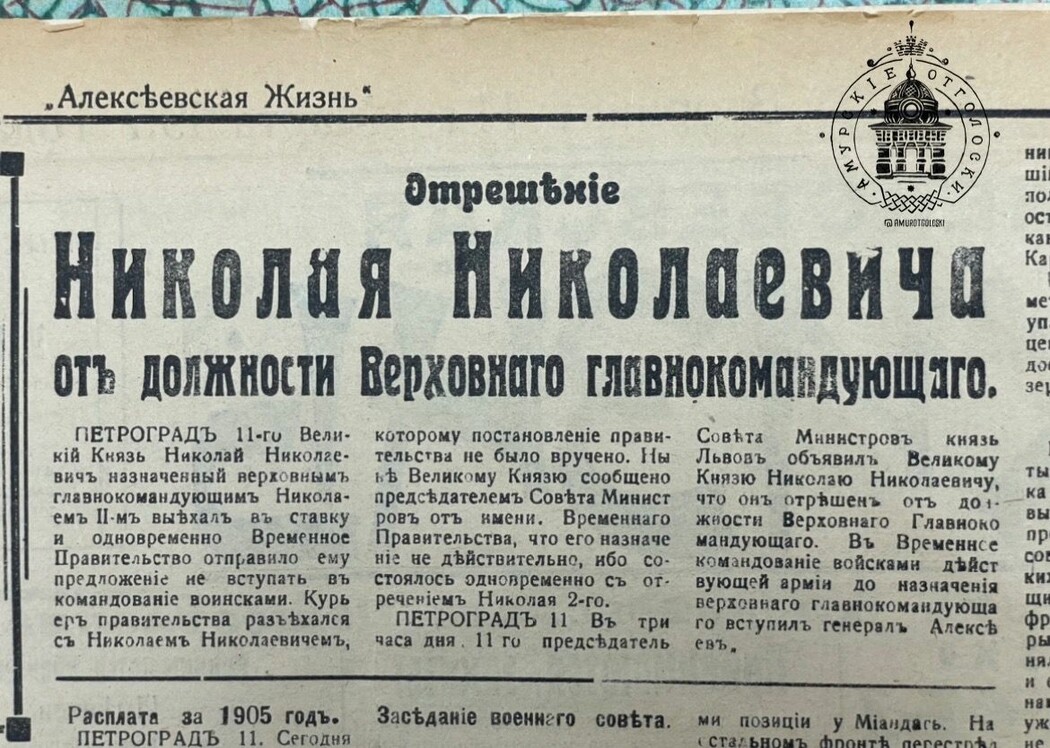 „Алексѣевская Жизнь“
АМУРСКІЕ ОТГОЛОСКИ
@AMUROTGOLOSKI
Отрешѣніе
Николая Николаевича
отъ должности Верховнаго главнокомандующаго.
ПЕТРОГРАДЪ 11-го Вели-
кій Князь Николай Николае-
вичъ назначенный верховнымъ
главнокомандующимъ Никола-
емъ II-мъ выѣхалъ въ ставку
и одновременно Временное
Правительство отправило ему
предложеніе не вступать въ
командованіе воинсками. Курь
еръ правительства разъѣхался
съ Николаемъ Николаевичемъ,
которому постановленіе прави-
тельства не было вручено. Ны
нѣ Великому Князю сообщено
предсѣдателемъ Совѣта Минист
ровъ отъ имени. Временнаго
Правительства, что его назначе
ніе не дѣйствительно, ибо со-
стоялось одновременно съ от-
реченіемъ Николая 2-го.
ПЕТРОГРАДЪ 11 Въ три
часа дня. 11 го предсѣдатель
Совѣта Министровъ князь
Львовъ объявилъ Великому
Князю Николаю Николаевичу,
что онъ отрѣшенъ отъ дол-
жности Верховнаго Главноко
мандующаго. Въ Временное
командованіе войсками дѣйст
вующей арміи до назначенія
верховнаго главнокомандующа
го вступилъ генералъ Алексѣ
евъ.
Расплата за 1905 годъ.
ПЕТРОГРАДЪ 11. Сегодня
Засѣданіе военнаго совѣта.
ми позиціи у Міандагъ. На
стальномъ фронтѣ перестрѣл